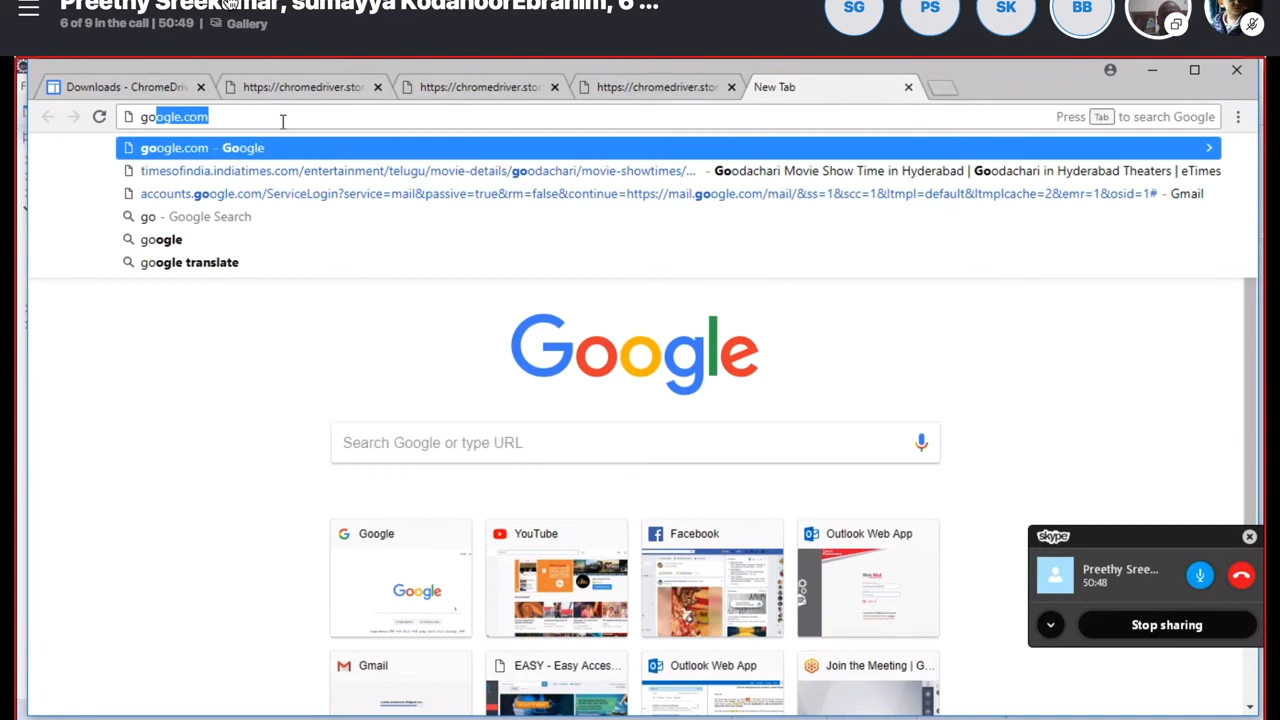 Preethy Sreekumar, sumayya KodanoorEbrahim, 6 ...
6 of 9 in the call | 50:49 | Gallery
SG PS SK BB
Downloads - ChromeDri
https://chromedriver.stor
https://chromedriver.stor
https://chromedriver.stor
New Tab
google.com
Press Tab to search Google
google.com - Google
timesofindia.indiatimes.com/entertainment/telugu/movie-details/goodachari/movie-showtimes/... - Goodachari Movie Show Time in Hyderabad | Goodachari in Hyderabad Theaters | eTimes
accounts.google.com/ServiceLogin?service=mail&passive=true&rm=false&continue=https://mail.google.com/mail/&ss=1&scc=1&ltmpl=default&ltmplcache=2&emr=1&osid=1# - Gmail
go - Google Search
google
google translate
Google
Search Google or type URL
Google
YouTube
Facebook
Outlook Web App
Google
skype
Preethy Sree...
50:48
Stop sharing
Gmail
EASY - Easy Acces...
Outlook Web App
Join the Meeting | G...